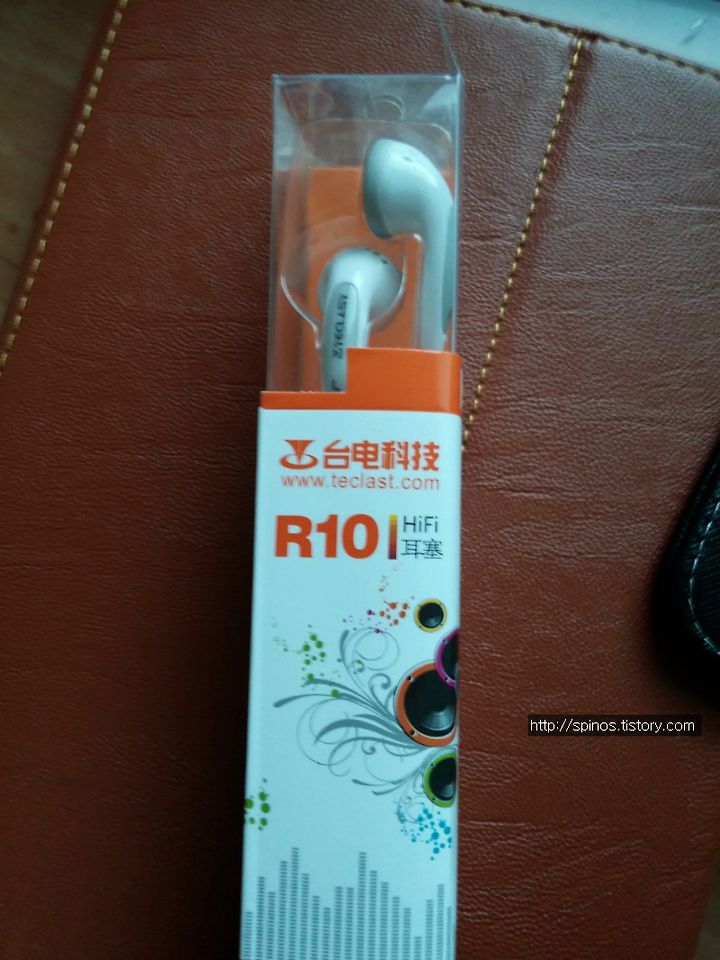 台电科技
www.teclast.com
R10 HiFi
耳塞
http://spinos.tistory.com